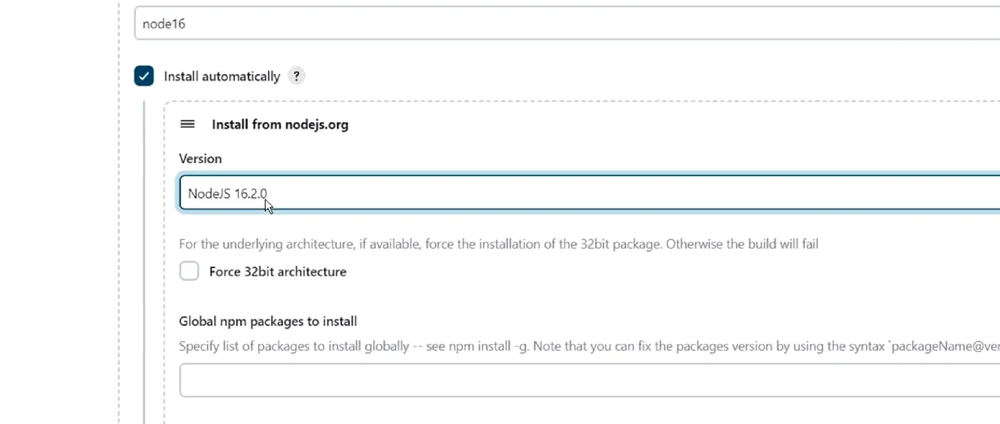 node16
Install automatically ?
Install from nodejs.org
Version
NodeJS 16.2.0
For the underlying architecture, if available, force the installation of the 32bit package. Otherwise the build will fail
Force 32bit architecture
Global npm packages to install
Specify list of packages to install globally -- see npm install -g. Note that you can fix the packages version by using the syntax `packageName@ver